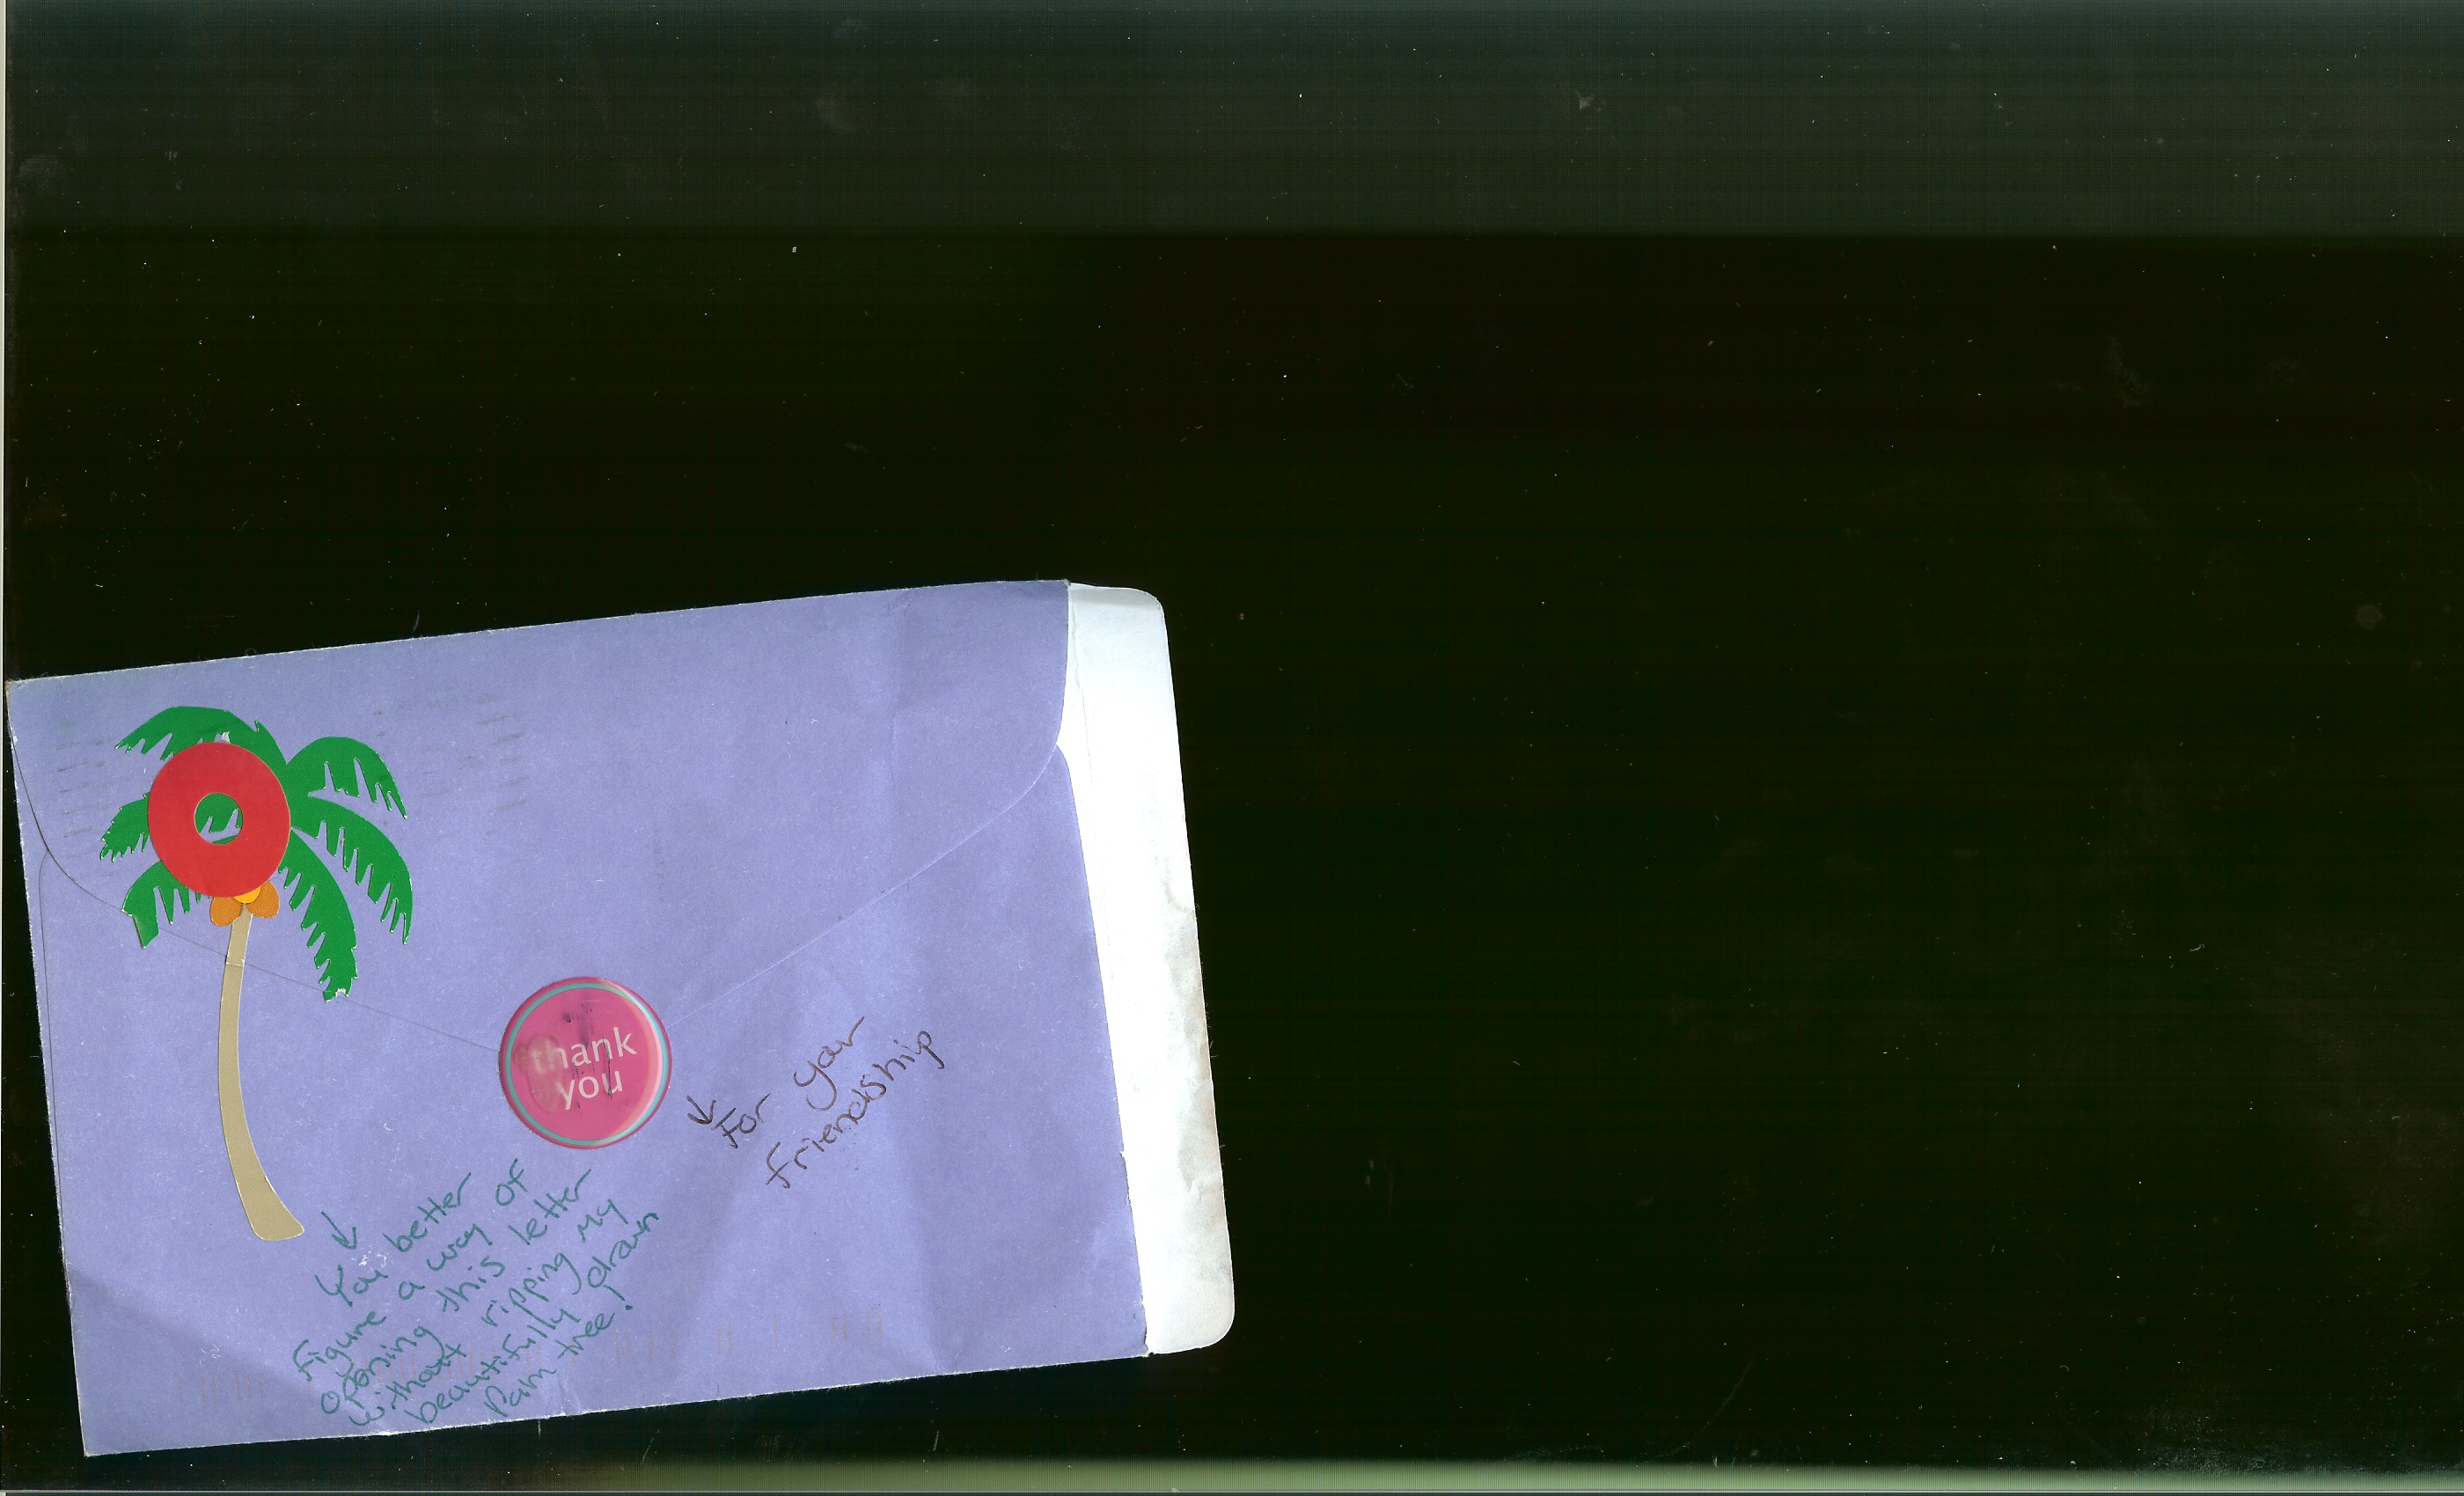 thank
you
For your
friendship
You better
figure a way of
opening this letter
without ripping my
beautifully drawn
Palm tree!